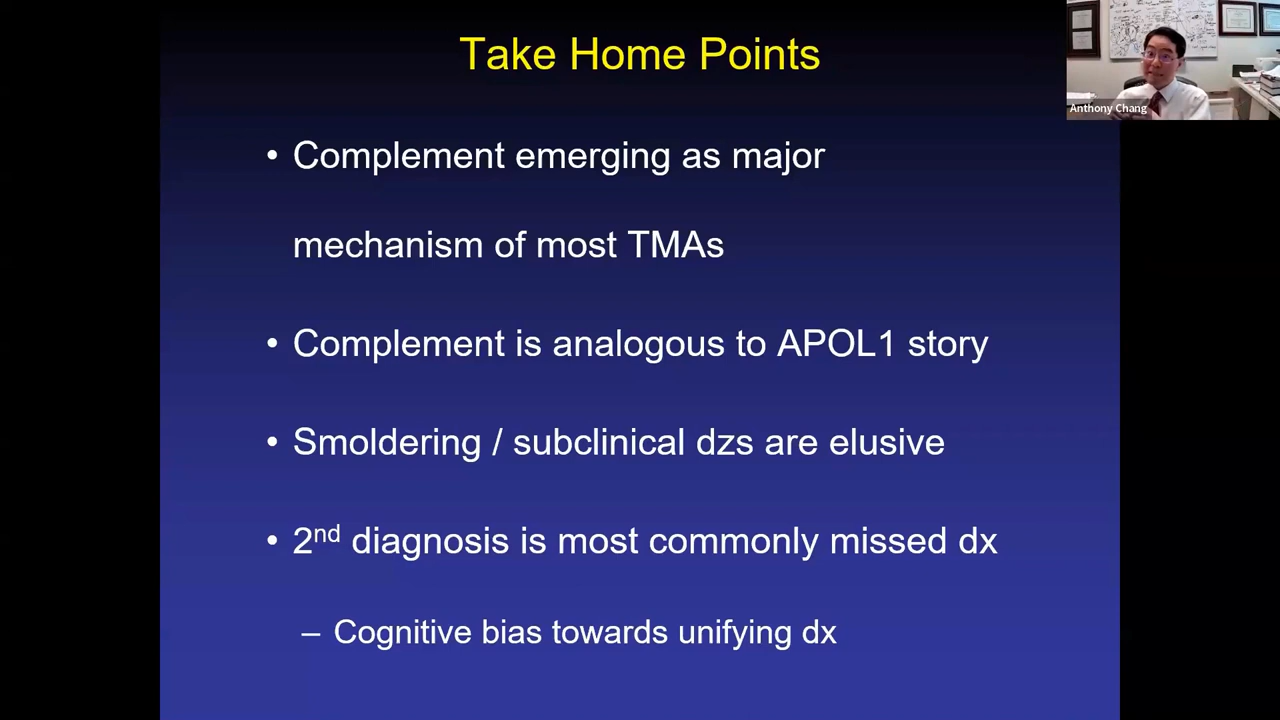 Take Home Points
Anthony Chang
• Complement emerging as major
mechanism of most TMAs
• Complement is analogous to APOL1 story
• Smoldering / subclinical dzs are elusive
• 2nd diagnosis is most commonly missed dx
– Cognitive bias towards unifying dx